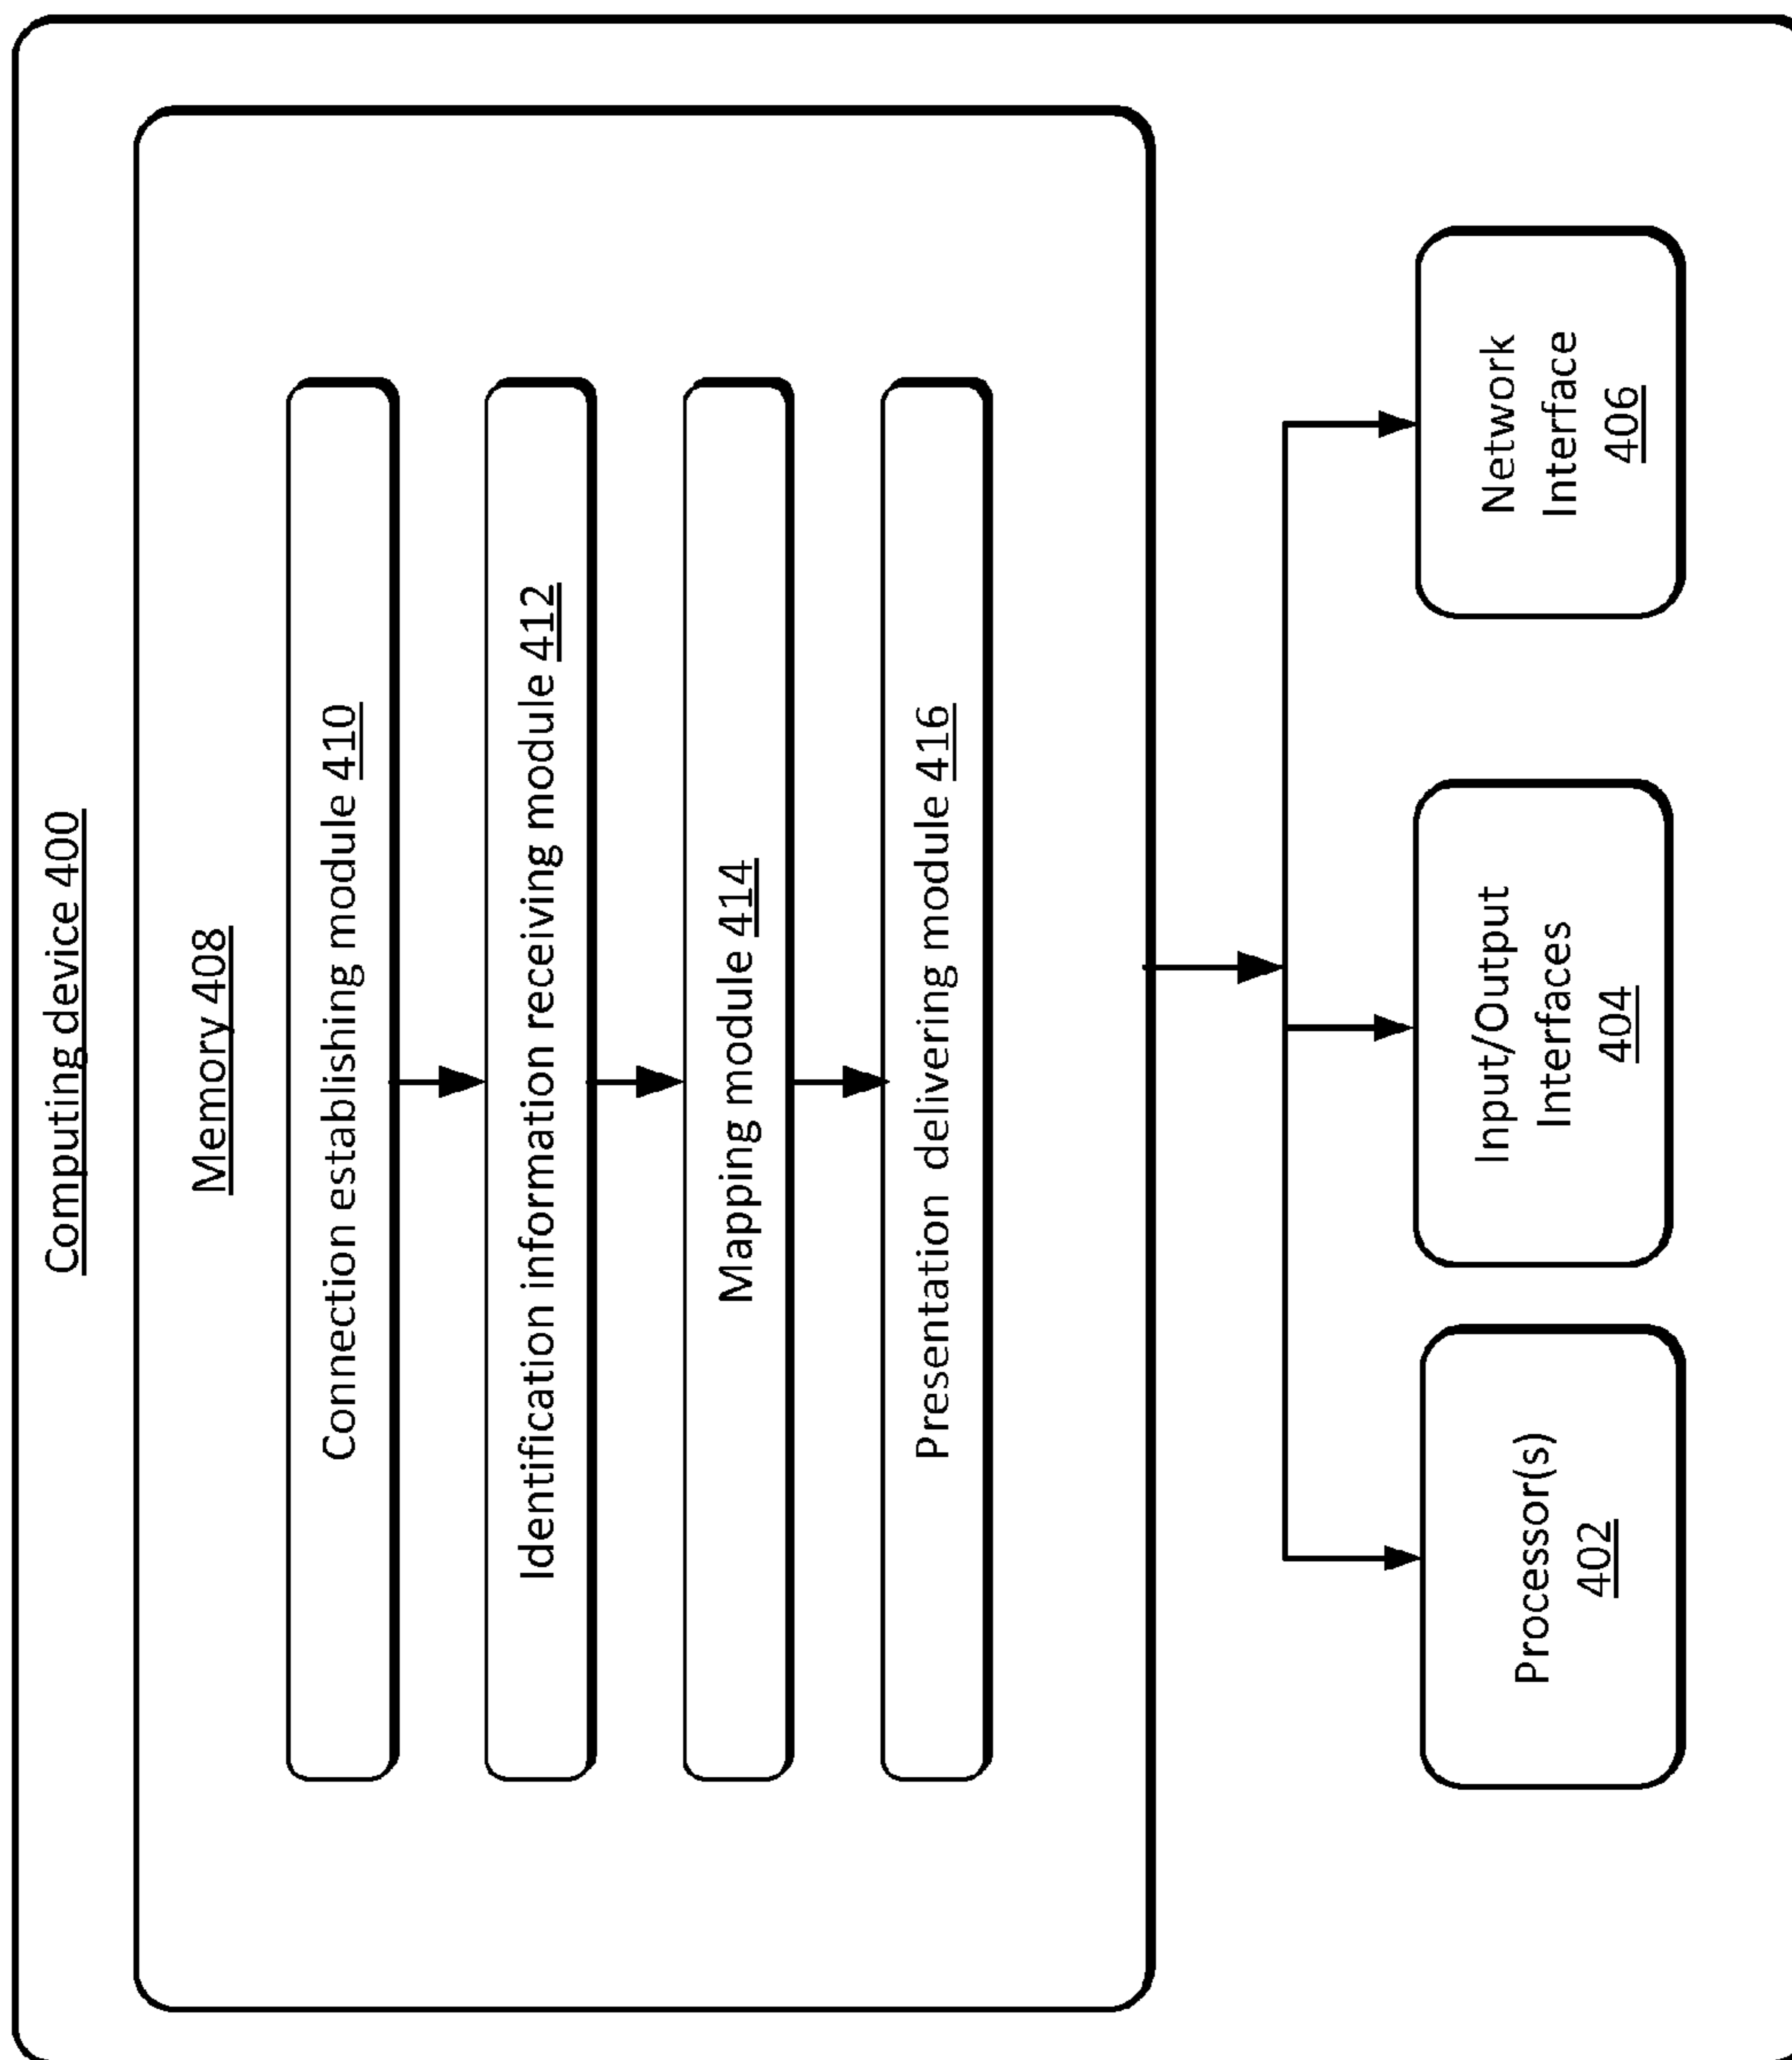 Computing device 400
Memory 408
Connection establishing module 410
Identification information receiving module 412
Mapping module 414
Presentation delivering module 416
Processor(s)
402
Input/Output
Interfaces
404
Network
Interface
406